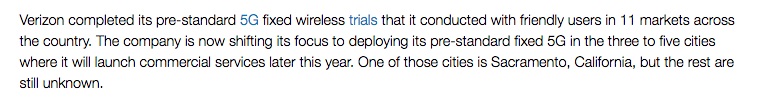 Verizon completed its pre-standard 5G fixed wireless trials that it conducted with friendly users in 11 markets across
the country. The company is now shifting its focus to deploying its pre-standard fixed 5G in the three to five cities
where it will launch commercial services later this year. One of those cities is Sacramento, California, but the rest are
still unknown.